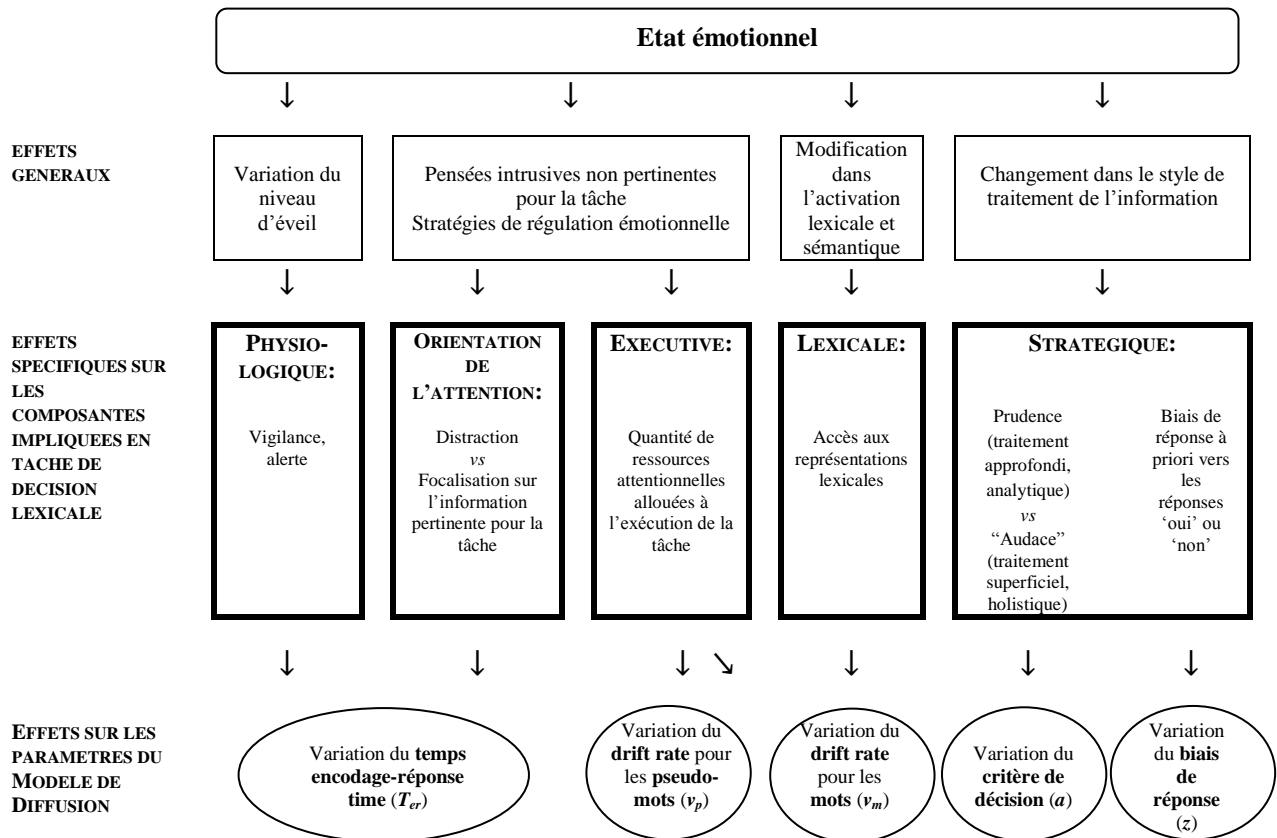 Etat émotionnel
↓ ↓ ↓ ↓
EFFETS
GENERAUX
Variation du
niveau
d’éveil
Pensées intrusives non pertinentes
pour la tâche
Stratégies de régulation émotionnelle
Modification
dans
l’activation
lexicale et
sémantique
Changement dans le style de
traitement de l’information
↓ ↓ ↓ ↓ ↓
EFFETS
SPECIFIQUES SUR
LES
COMPOSANTES
IMPLIQUEES EN
TACHE DE
DECISION
LEXICALE
PHYSIO-
LOGIQUE:
Vigilance,
alerte
ORIENTATION
DE
L’ATTENTION:
Distraction
vs
Focalisation sur
l’information
pertinente pour la
tâche
EXECUTIVE:
Quantité de
ressources
attentionnelles
allouées à
l’exécution de la
tâche
LEXICALE:
Accès aux
représentations
lexicales
STRATEGIQUE:
Prudence
(traitement
approfondi,
analytique)
vs
“Audace”
(traitement
superficiel,
holistique)
Biais de
réponse à
priori vers
les
réponses
‘oui’ ou
‘non’
↓ ↓ ↓ ↘ ↓ ↓ ↓
EFFETS SUR LES
PARAMETRES DU
MODELE DE
DIFFUSION
Variation du temps
encodage-réponse
time (Ter)
Variation du
drift rate pour
les pseudo-
mots (vp)
Variation du
drift rate
pour les
mots (vm)
Variation du
critère de
décision (a)
Variation
du biais
de
réponse
(z)